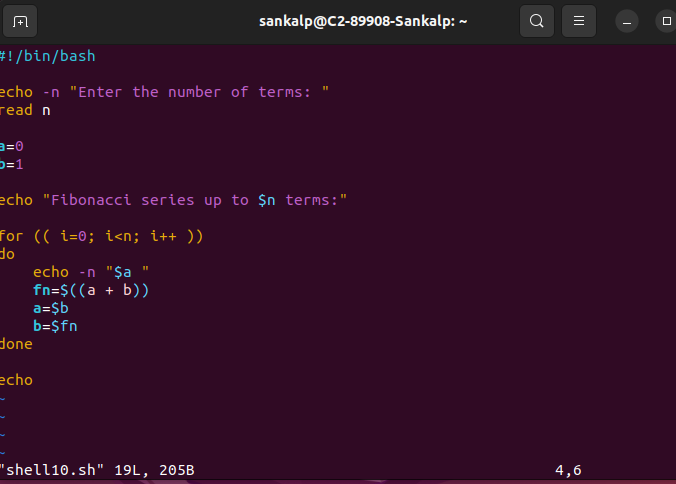 sankalp@C2-89908-Sankalp: ~
#!/bin/bash
echo -n "Enter the number of terms: "
read n
a=0
b=1
echo "Fibonacci series up to $n terms:"
for (( i=0; i<n; i++ ))
do
    echo -n "$a "
    fn=$((a + b))
    a=$b
    b=$fn
done
echo
~
~
~
~
"shell10.sh" 19L, 205B 4,6